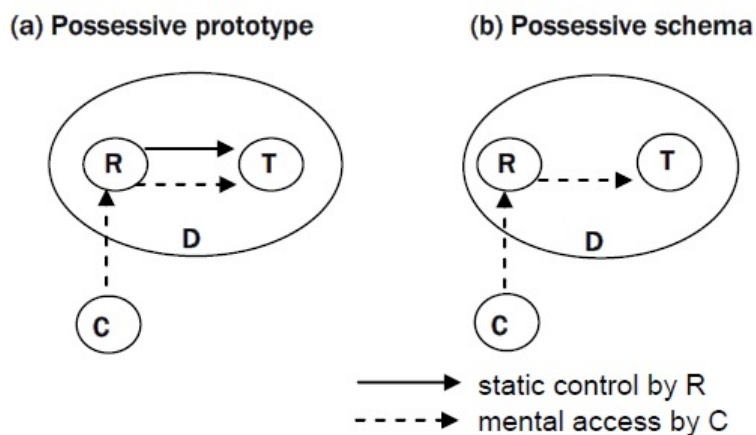 (a) Possessive prototype
(b) Possessive schema
R T
D
C
R T
D
C
static control by R
mental access by C